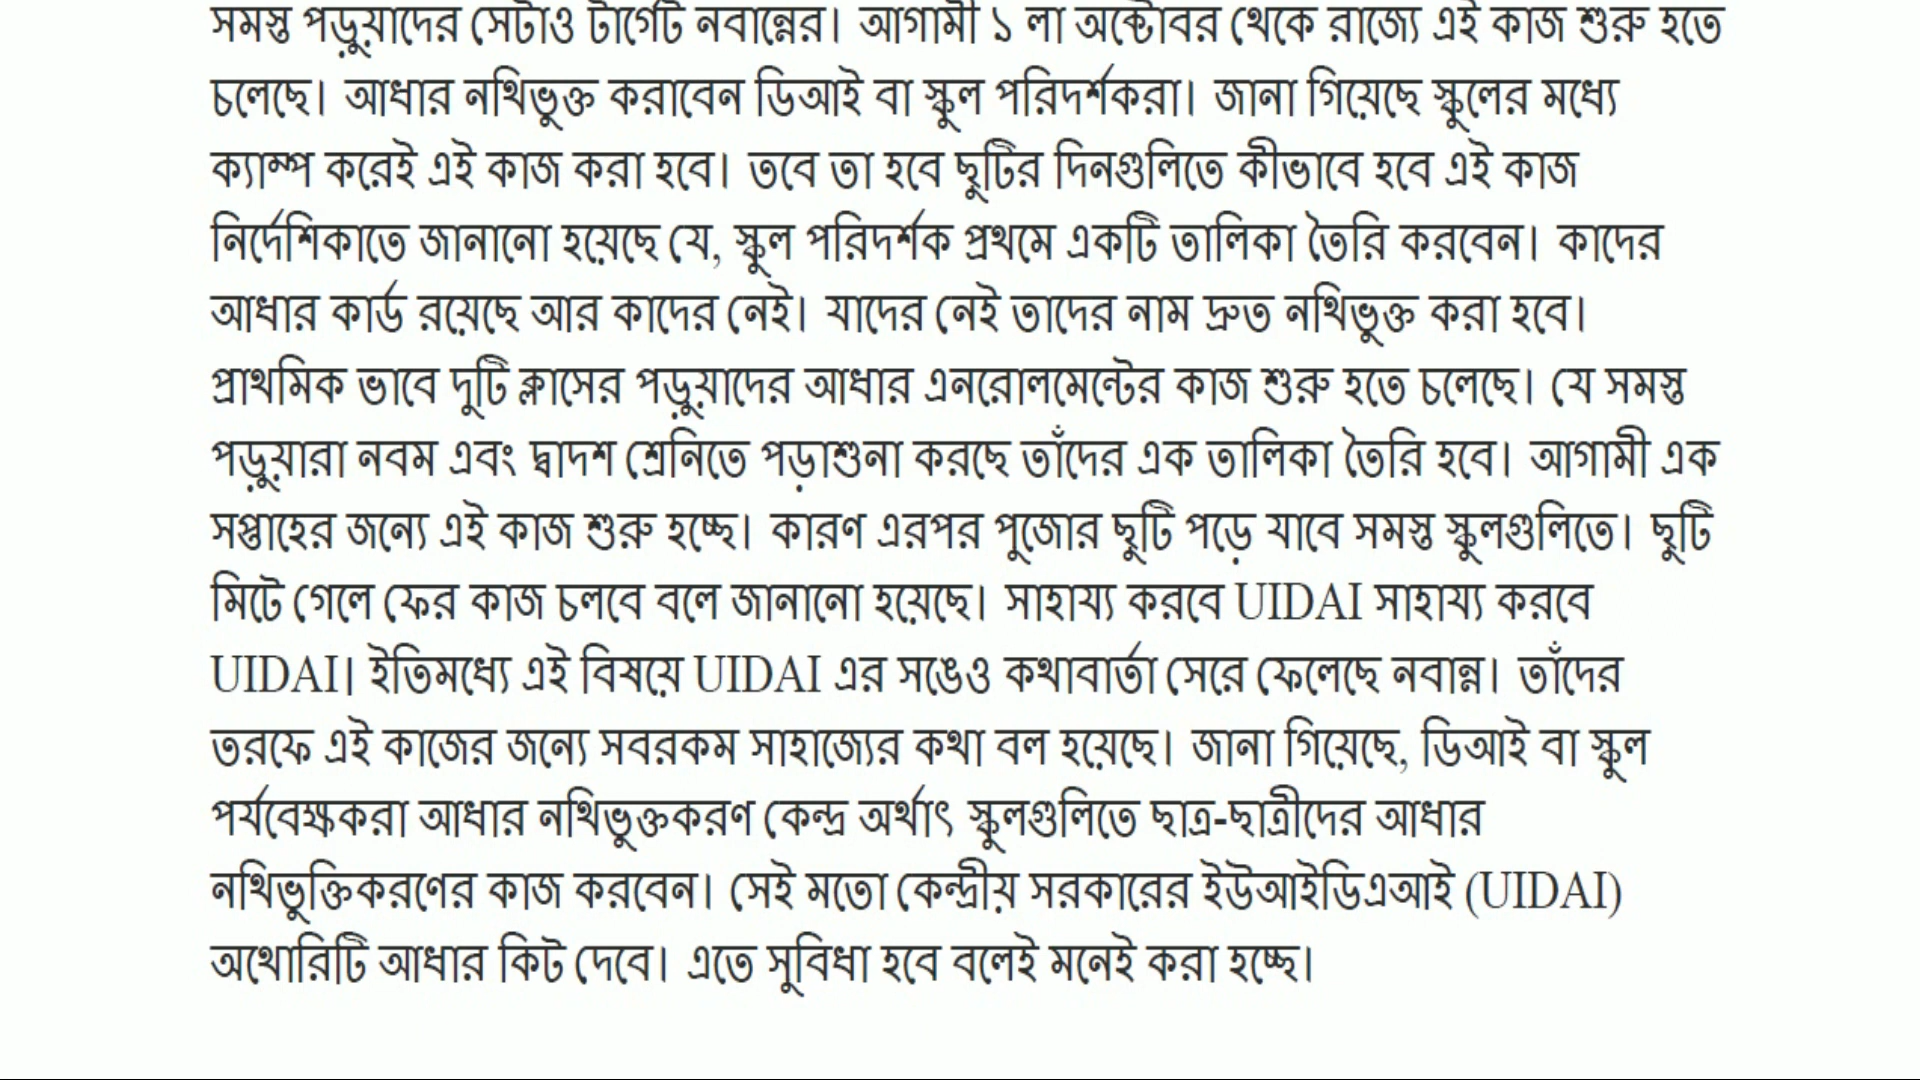 সমস্ত পড়ুয়াদের সেটাও টার্গেট নবান্নের। আগামী ১ লা অক্টোবর থেকে রাজ্যে এই কাজ শুরু হতে
চলেছে। আধার নথিভুক্ত করাবেন ডিআই বা স্কুল পরিদর্শকরা। জানা গিয়েছে স্কুলের মধ্যে
ক্যাম্প করেই এই কাজ করা হবে। তবে তা হবে ছুটির দিনগুলিতে কীভাবে হবে এই কাজ
নির্দেশিকাতে জানানো হয়েছে যে, স্কুল পরিদর্শক প্রথমে একটি তালিকা তৈরি করবেন। কাদের
আধার কার্ড রয়েছে আর কাদের নেই। যাদের নেই তাদের নাম দ্রুত নথিভুক্ত করা হবে।
প্রাথমিক ভাবে দুটি ক্লাসের পড়ুয়াদের আধার এনরোলমেন্টের কাজ শুরু হতে চলেছে। যে সমস্ত
পড়ুয়ারা নবম এবং দ্বাদশ শ্রেনিতে পড়াশুনা করছে তাঁদের এক তালিকা তৈরি হবে। আগামী এক
সপ্তাহের জন্যে এই কাজ শুরু হচ্ছে। কারণ এরপর পুজোর ছুটি পড়ে যাবে সমস্ত স্কুলগুলিতে। ছুটি
মিটে গেলে ফের কাজ চলবে বলে জানানো হয়েছে। সাহায্য করবে UIDAI সাহায্য করবে
UIDAI। ইতিমধ্যে এই বিষয়ে UIDAI এর সঙেও কথাবার্তা সেরে ফেলেছে নবান্ন। তাঁদের
তরফে এই কাজের জন্যে সবরকম সাহাজ্যের কথা বল হয়েছে। জানা গিয়েছে, ডিআই বা স্কুল
পর্যবেক্ষকরা আধার নথিভুক্তকরণ কেন্দ্র অর্থাৎ স্কুলগুলিতে ছাত্র-ছাত্রীদের আধার
নথিভুক্তিকরণের কাজ করবেন। সেই মতো কেন্দ্রীয় সরকারের ইউআইডিএআই (UIDAI)
অথোরিটি আধার কিট দেবে। এতে সুবিধা হবে বলেই মনেই করা হচ্ছে।